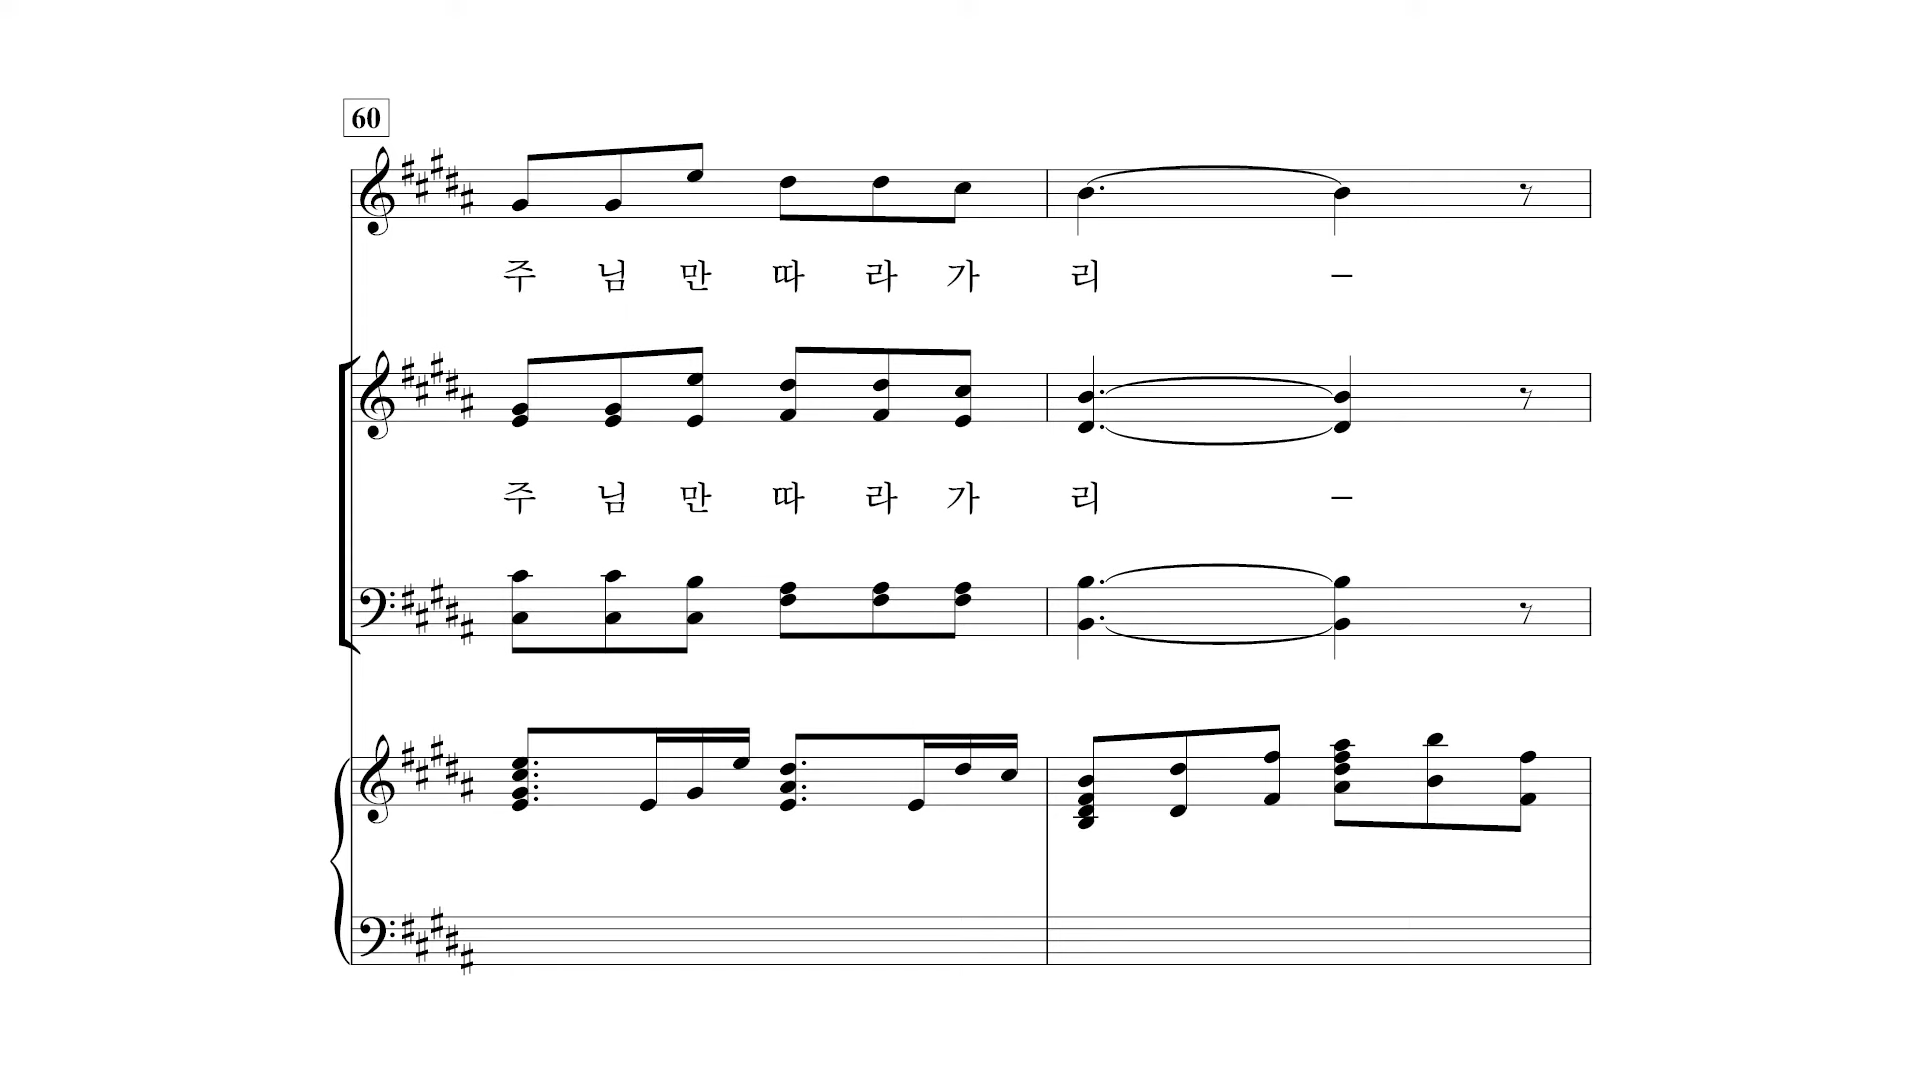 60
주 님 만 따 라 가 리 –
주 님 만 따 라 가 리 –